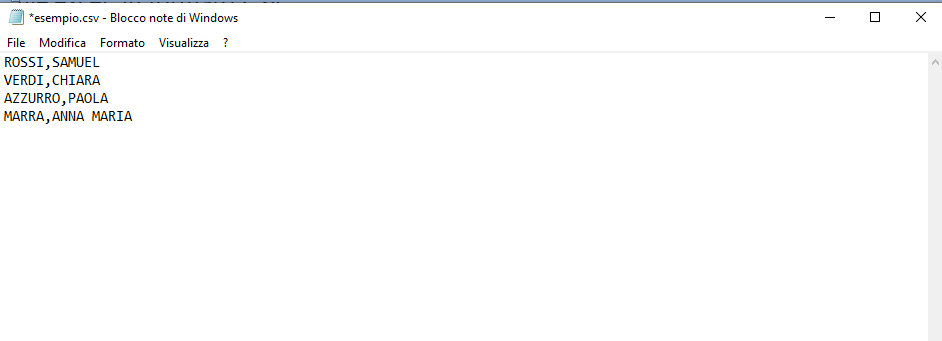 *esempio.csv - Blocco note di Windows
File Modifica Formato Visualizza ?
ROSSI,SAMUEL
VERDI,CHIARA
AZZURRO,PAOLA
MARRA,ANNA MARIA